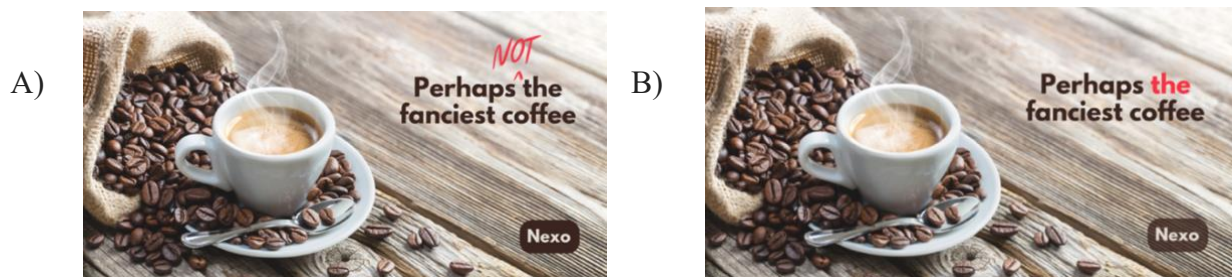 A)
NOT
Perhaps ^ the
fanciest coffee
Nexo
B)
Perhaps the
fanciest coffee
Nexo